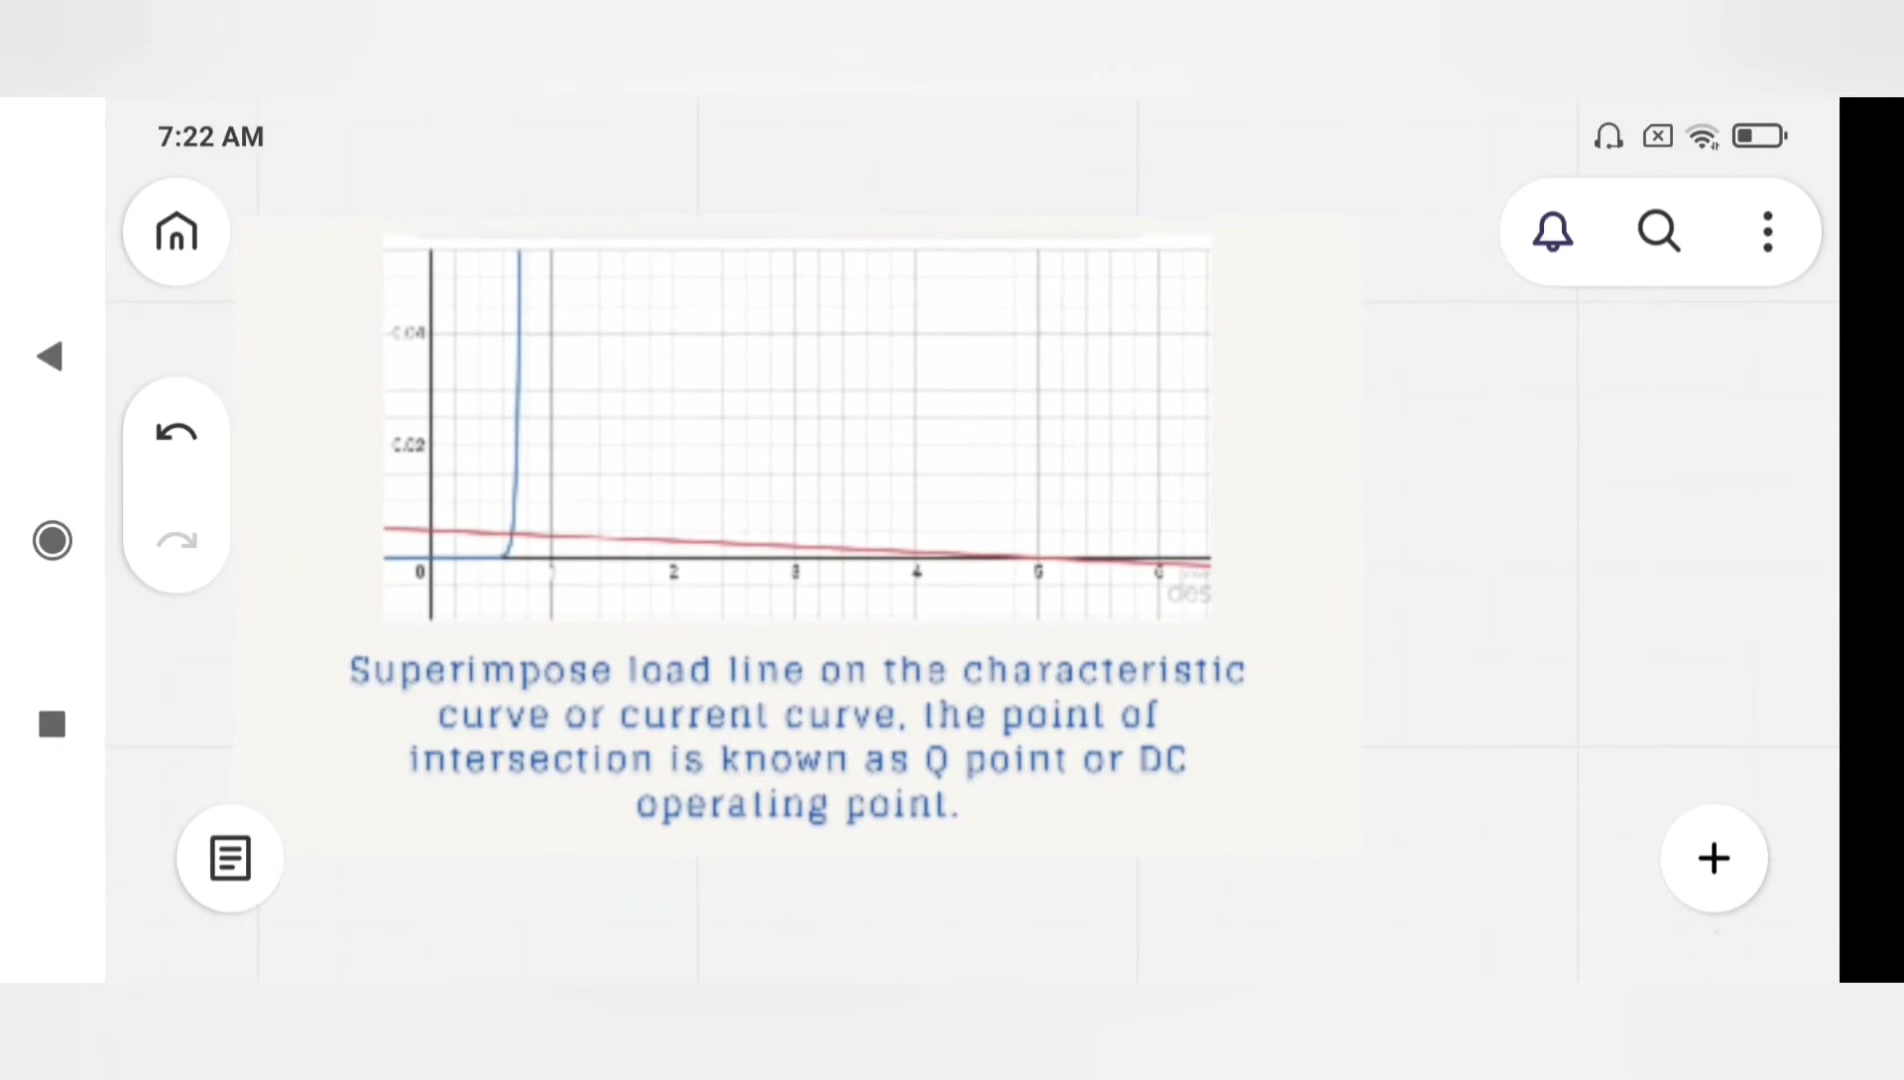 7:22 AM
0.04
0.02
0 1 2 3 4 5 6
des
Superimpose load line on the characteristic
curve or current curve, the point of
intersection is known as Q point or DC
operating point.